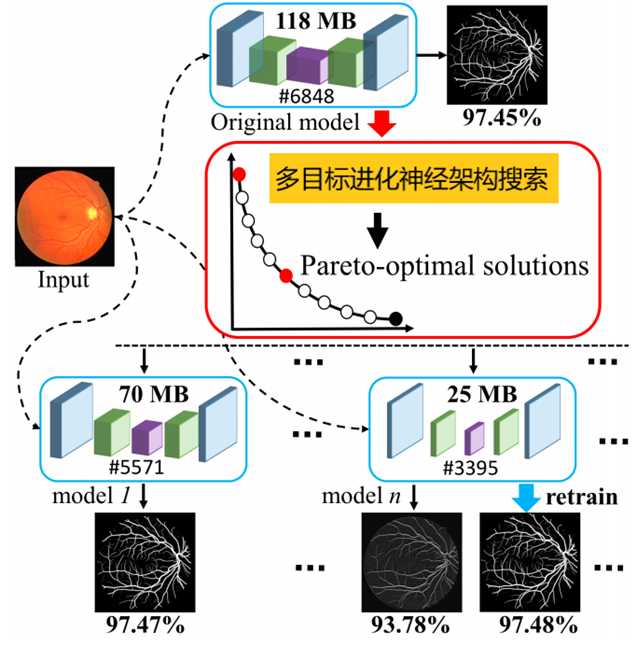 118 MB
#6848
Original model
97.45%
Input
多目标进化神经架构搜索
Pareto-optimal solutions
...
...
70 MB
#5571
...
25 MB
#3395
...
model 1
model n
retrain
...
...
97.47%
93.78%
97.48%